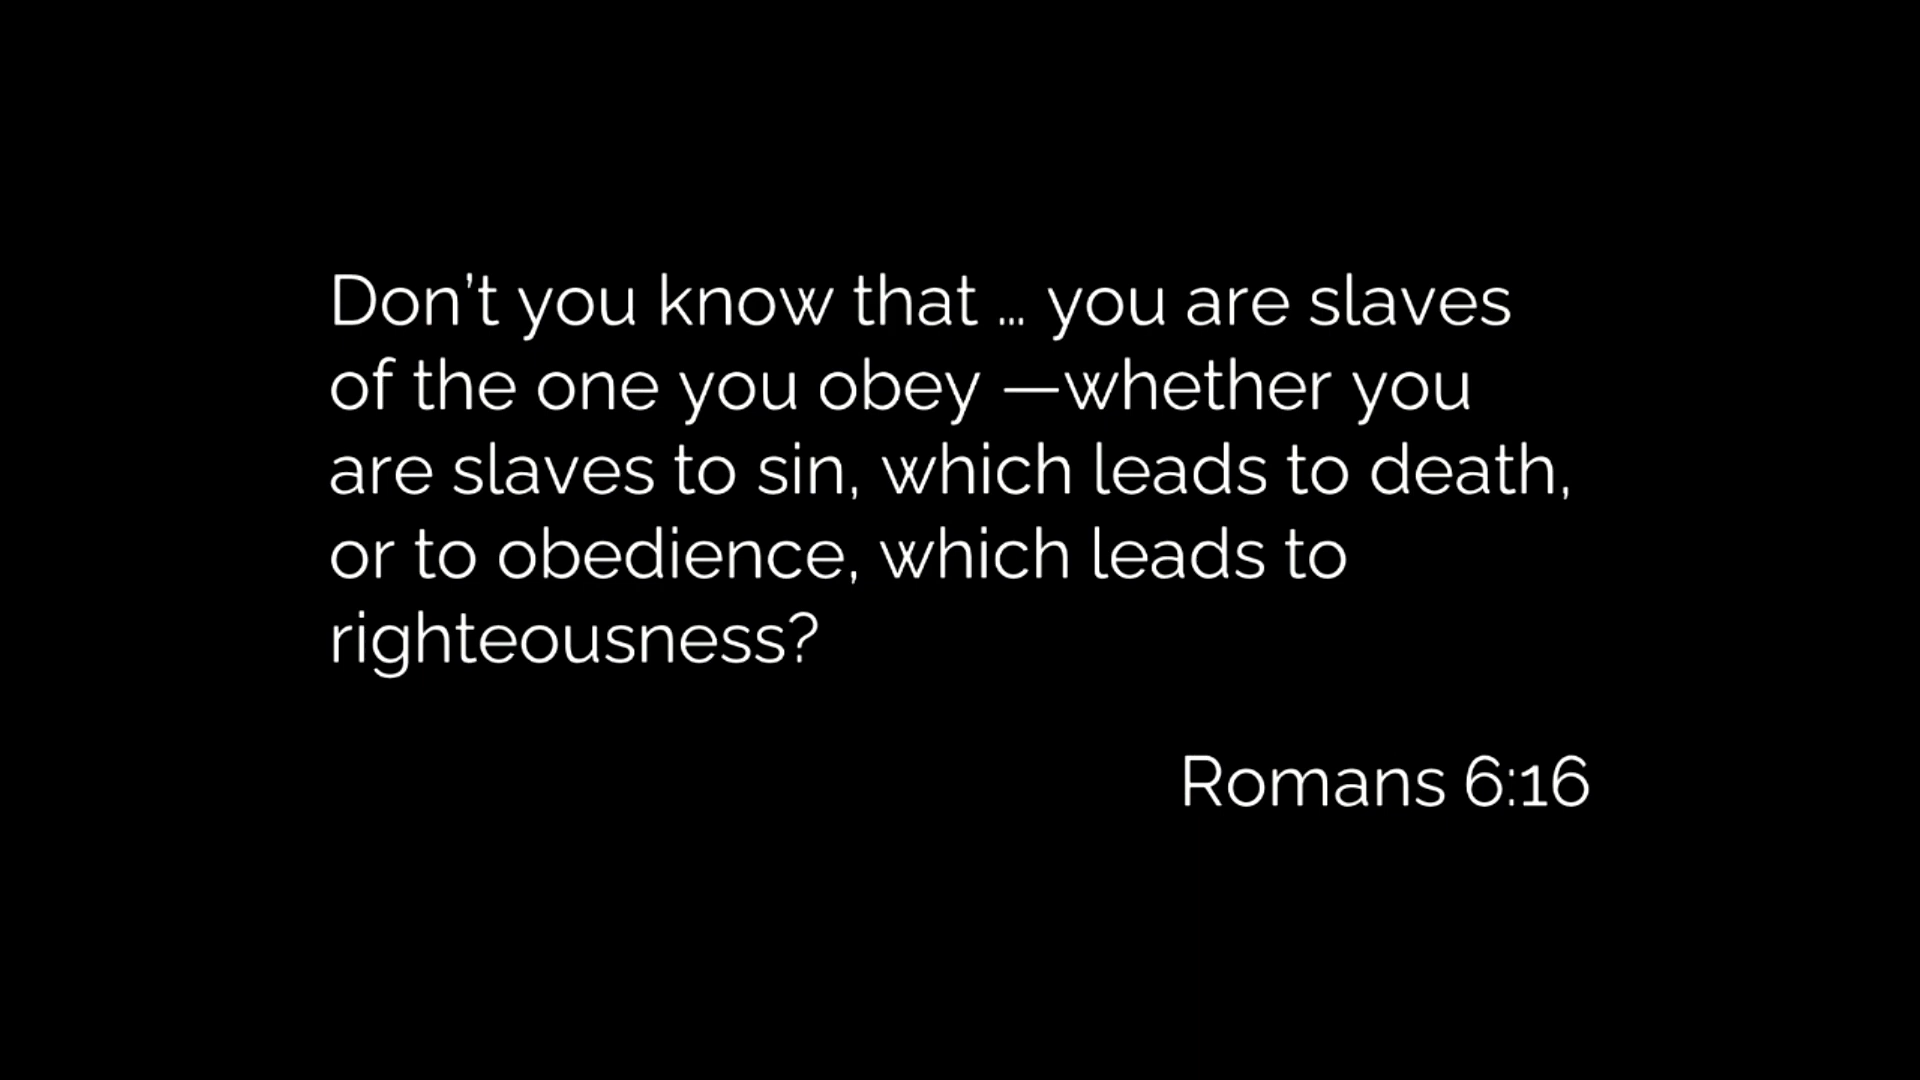 Don’t you know that … you are slaves
of the one you obey —whether you
are slaves to sin, which leads to death,
or to obedience, which leads to
righteousness?
Romans 6:16